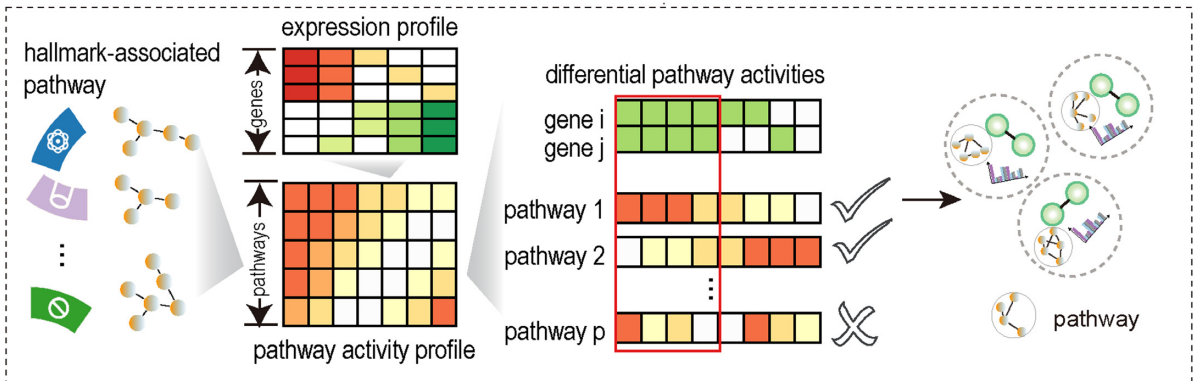 hallmark-associated
pathway
expression profile
genes
pathways
pathway activity profile
differential pathway activities
gene i
gene j
pathway 1
pathway 2
pathway p
pathway